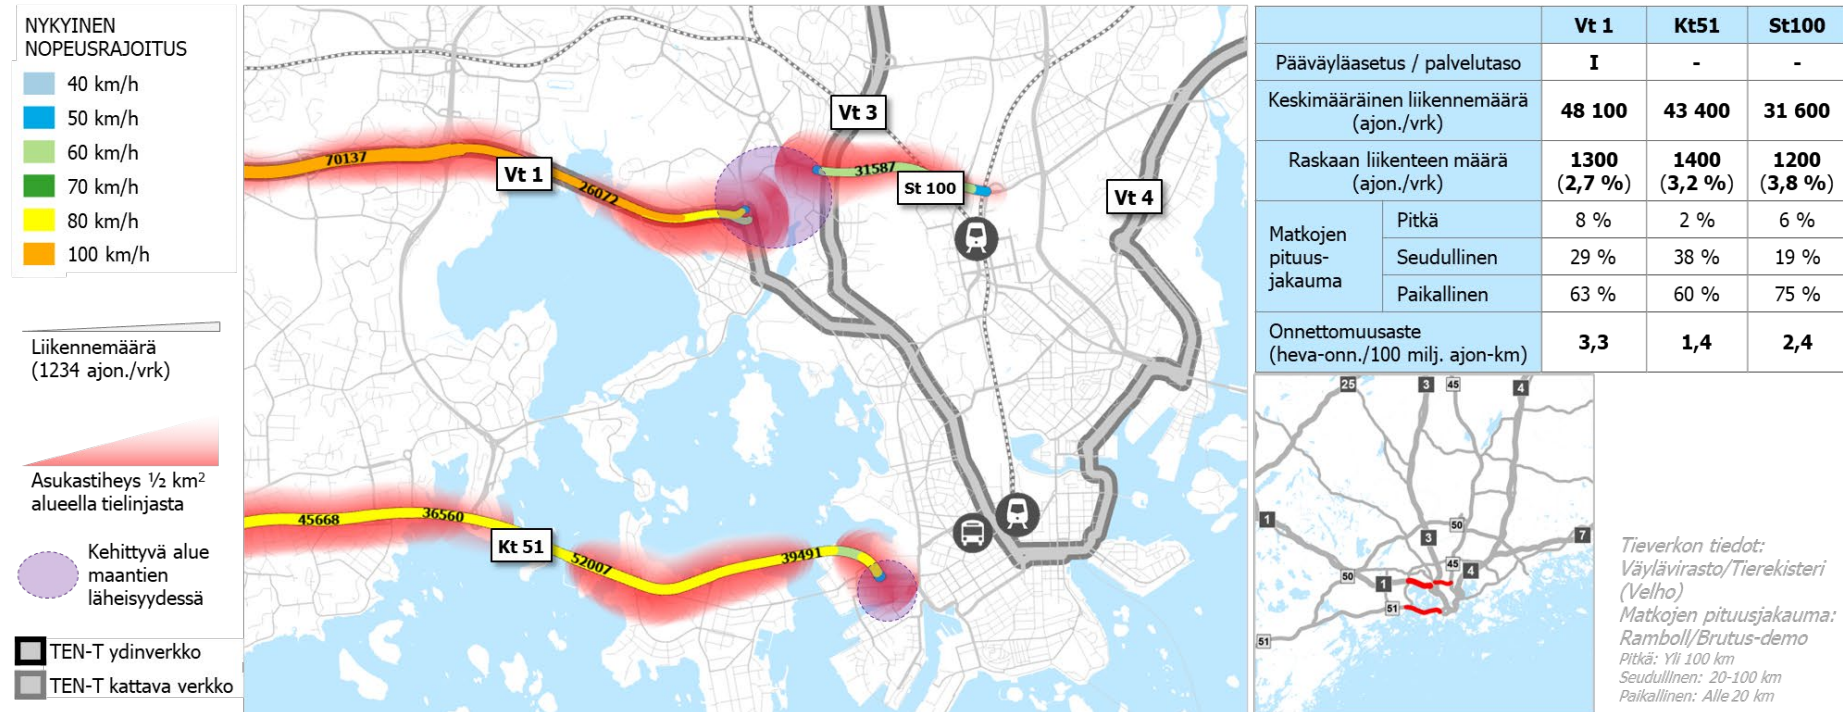 NYKYINEN
NOPEUSRAJOITUS
40 km/h
50 km/h
60 km/h
70 km/h
80 km/h
100 km/h
Liikennemäärä
(1234 ajon./vrk)
Asukastiheys ½ km²
alueella tielinjasta
Kehittyvä alue
maantien
läheisyydessä
TEN-T ydinverkko
TEN-T kattava verkko
70137
Vt 1
26072
Vt 3
31587
St 100
Vt 4
45668
36560
Kt 51
52007
39491
Vt 1 Kt51 St100
Pääväyläasetus / palvelutaso I - -
Keskimääräinen liikennemäärä
(ajon./vrk) 48 100 43 400 31 600
Raskaan liikenteen määrä
(ajon./vrk) 1300 1400 1200
(2,7 %) (3,2 %) (3,8 %)
Matkojen
pituus-
jakauma
Pitkä 8 % 2 % 6 %
Seudullinen 29 % 38 % 19 %
Paikallinen 63 % 60 % 75 %
Onnettomuusaste
(heva-onn./100 milj. ajon-km) 3,3 1,4 2,4
25 3 45 4
1 50 3 7
50 1 45 4
51
51
Tieverkon tiedot:
Väylävirasto/Tierekisteri
(Velho)
Matkojen pituusjakauma:
Ramboll/Brutus-demo
Pitkä: Yli 100 km
Seudullinen: 20-100 km
Paikallinen: Alle 20 km